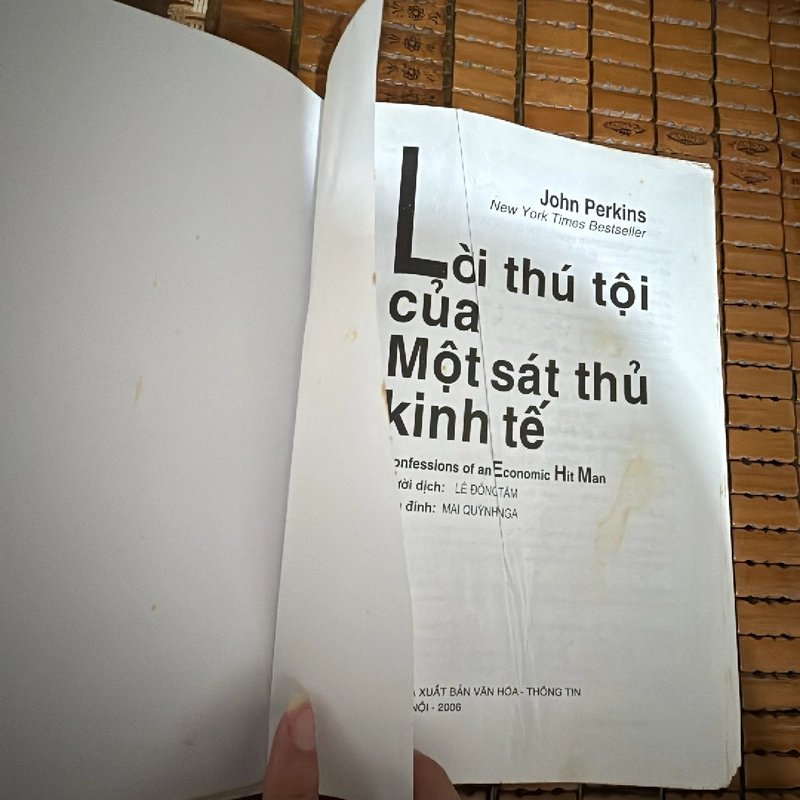 John Perkins
New York Times Bestseller
Lời thú tội
của
Một sát thủ
kinh tế
onfessions of an Economic Hit Man
ười dịch: LÊ ĐỒNG TÂM
đính: MAI QUỲNH NGA
XUẤT BẢN VĂN HÓA - THÔNG TIN
NỘI - 2006